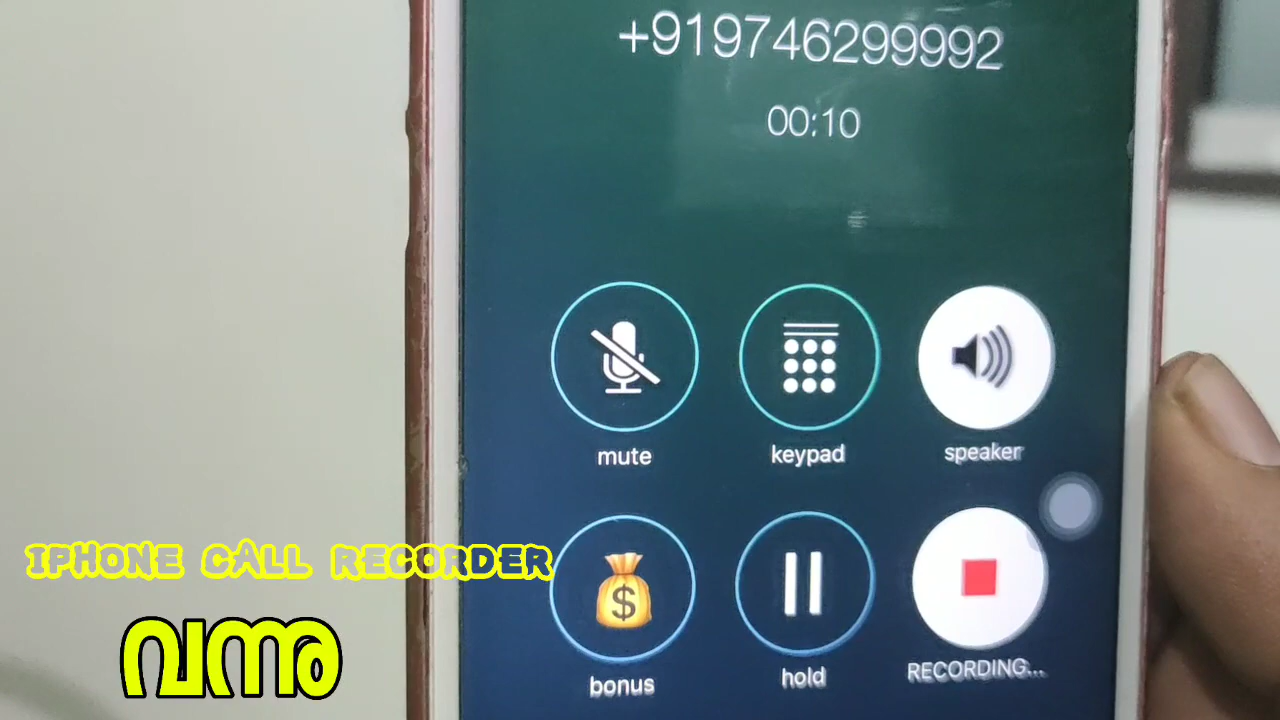 +919746299992
00:10
mute keypad speaker
IPHONE CALL RECORDER
വന്നു
$
bonus hold RECORDING...